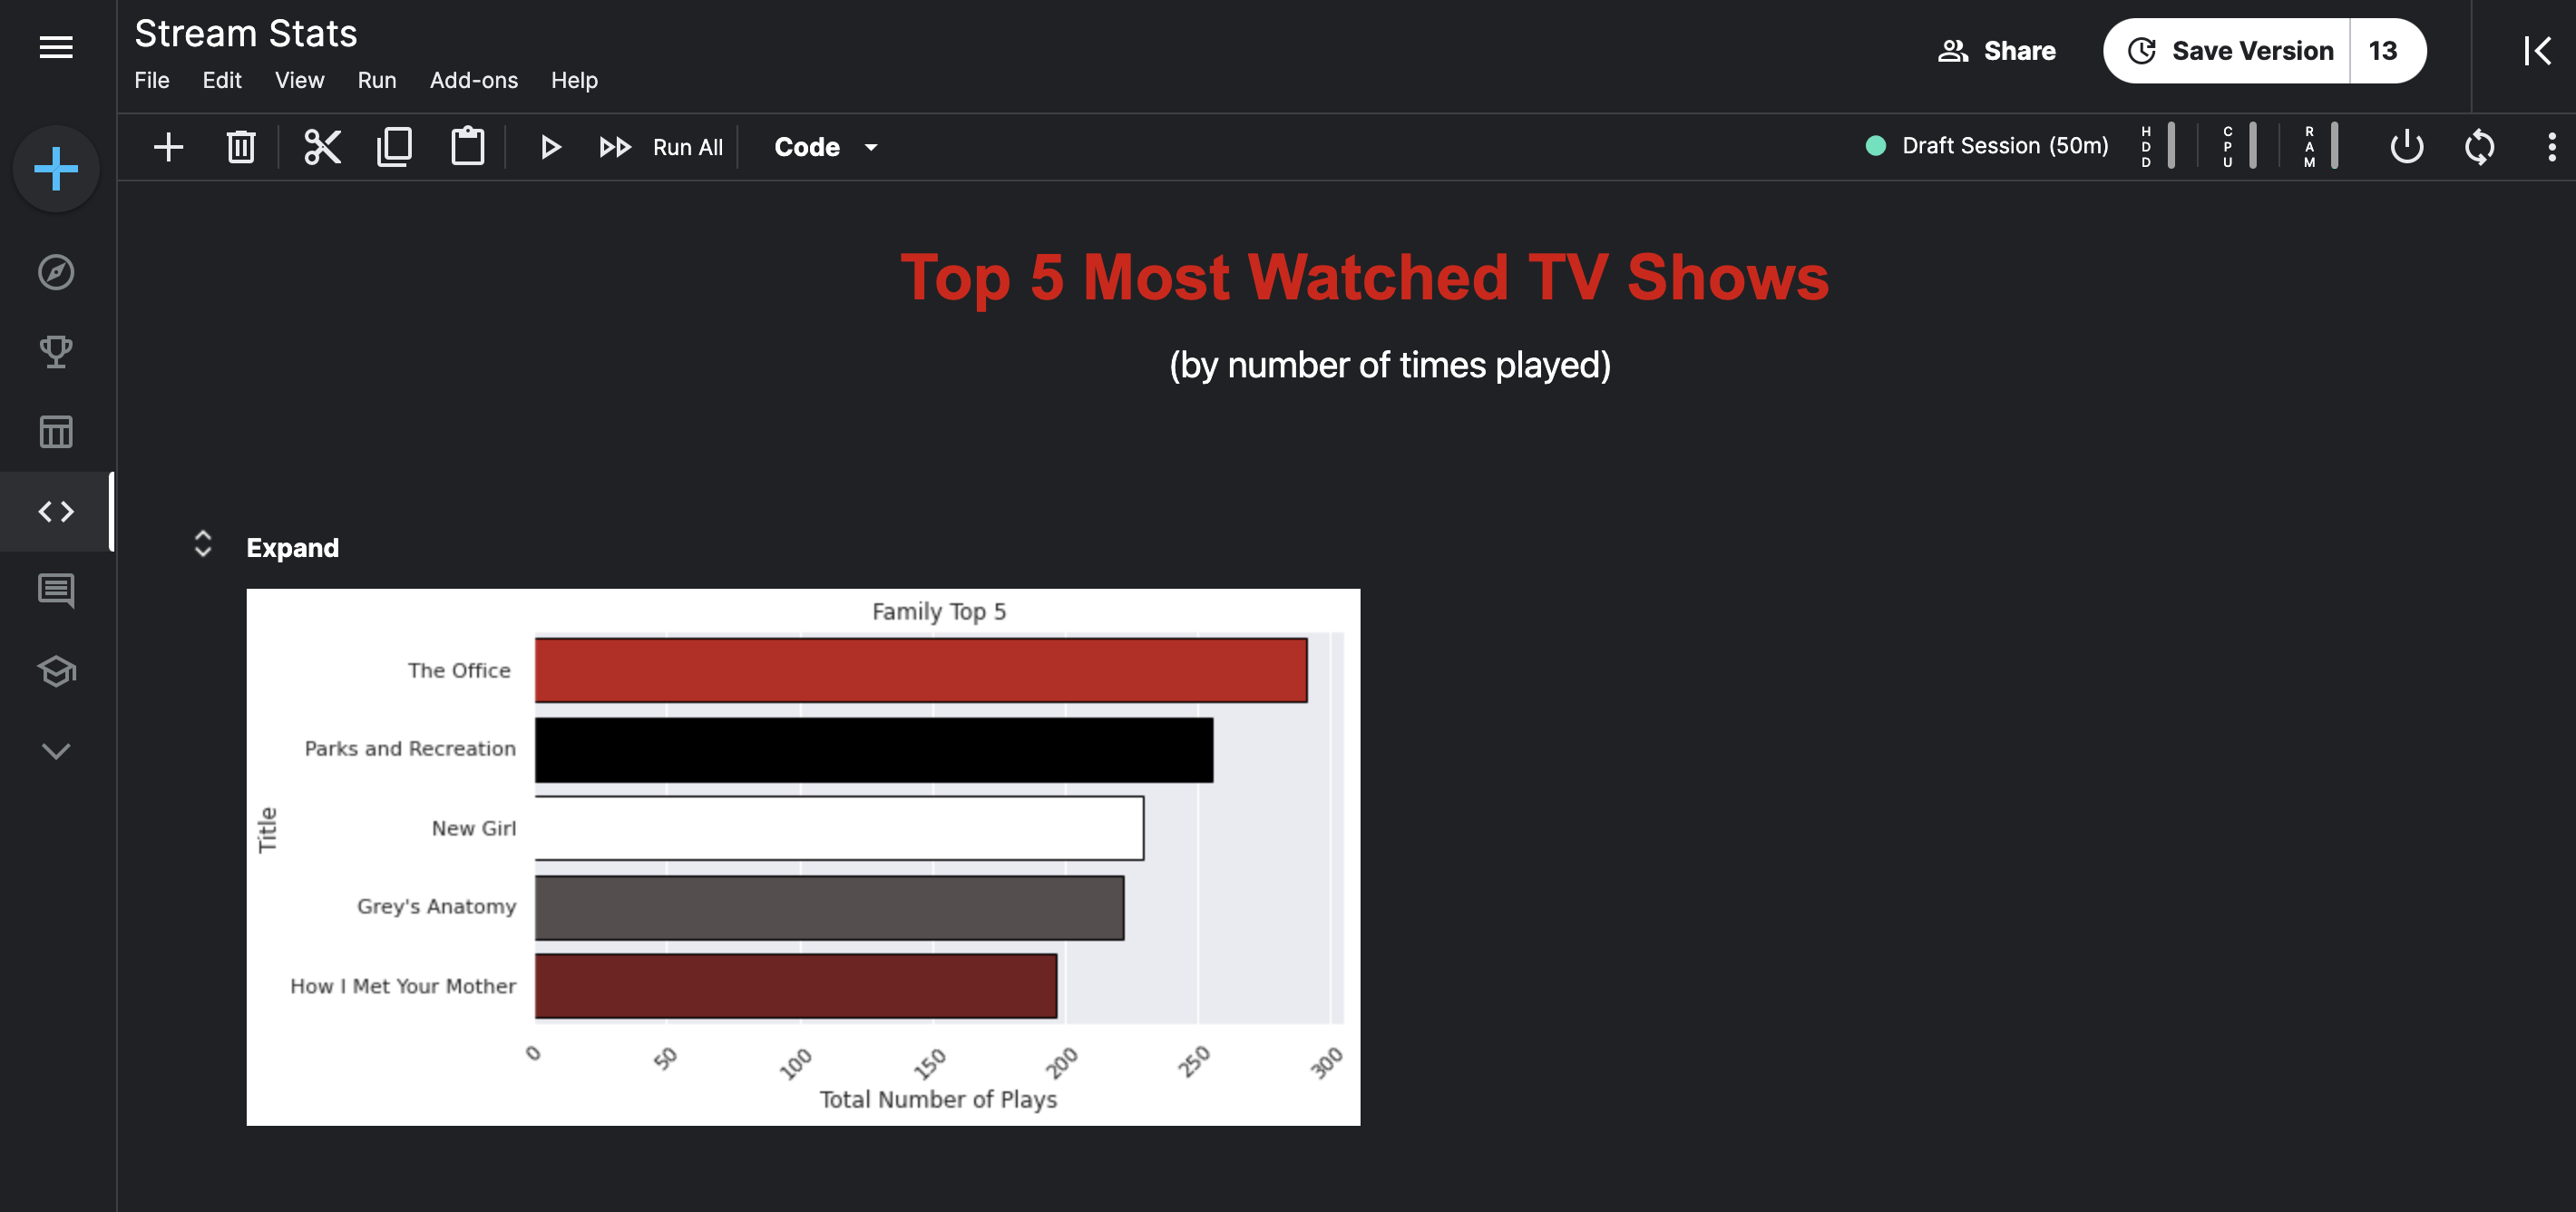 Stream Stats
File Edit View Run Add-ons Help
Share
Save Version 13
Run All
Code
Draft Session (50m)
HDD
CPU
RAM
Top 5 Most Watched TV Shows
(by number of times played)
Expand
Family Top 5
The Office
Parks and Recreation
New Girl
Grey's Anatomy
How I Met Your Mother
Title
0 50 100 150 200 250 300
Total Number of Plays